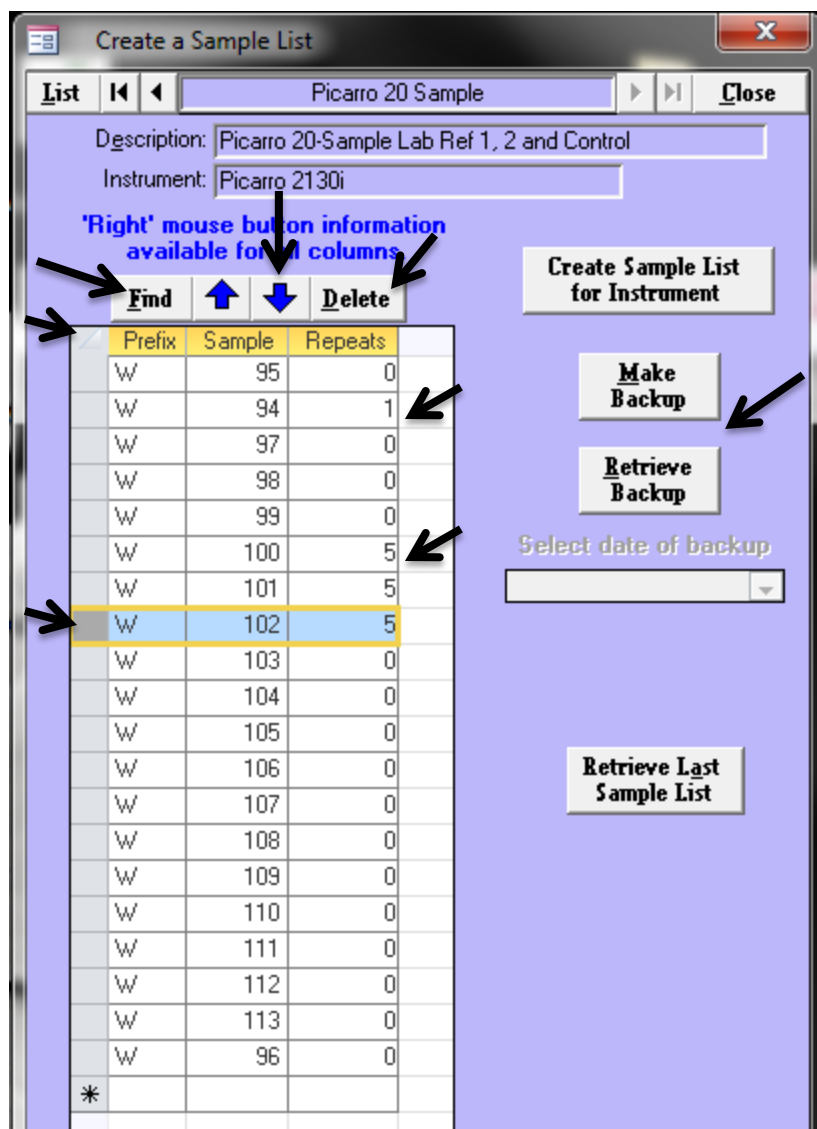 Create a Sample List
x
List Picarro 20 Sample Close
Description: Picarro 20-Sample Lab Ref 1, 2 and Control
Instrument: Picarro 2130i
'Right' mouse button information
available for all columns
Find Delete
Create Sample List
for Instrument
Prefix Sample Repeats
W 95 0
W 94 1
W 97 0
W 98 0
W 99 0
W 100 5
W 101 5
W 102 5
W 103 0
W 104 0
W 105 0
W 106 0
W 107 0
W 108 0
W 109 0
W 110 0
W 111 0
W 112 0
W 113 0
W 96 0
*
Make
Backup
Retrieve
Backup
Select date of backup
Retrieve Last
Sample List